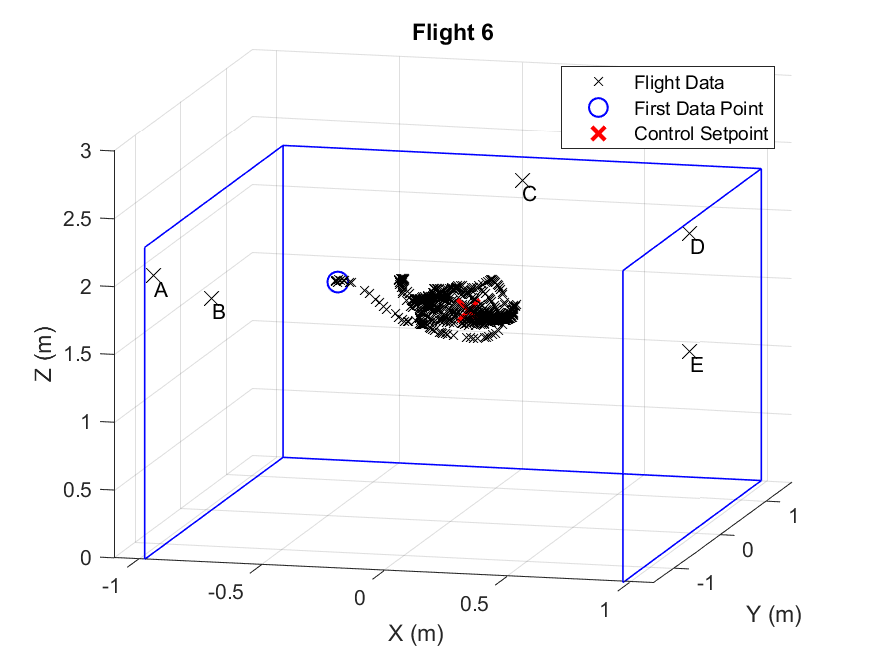 Flight 6
Flight Data
First Data Point
Control Setpoint
3
2.5
2
1.5
1
0.5
0
Z (m)
A
B
C
D
E
-1
-0.5
0
0.5
1
X (m)
-1
0
1
Y (m)